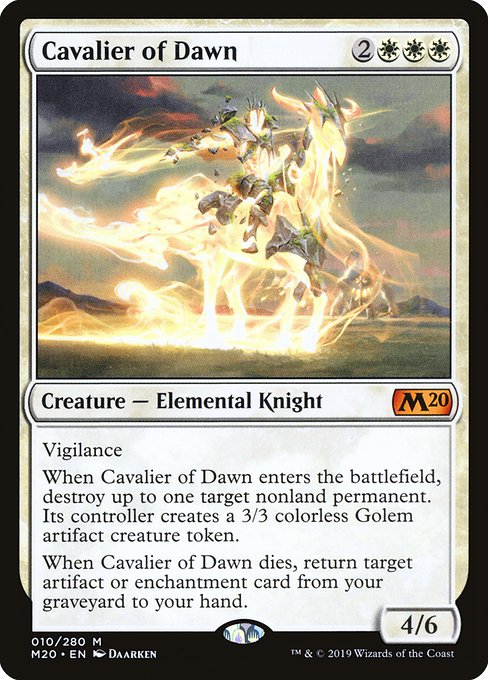 Cavalier of Dawn 2
Creature — Elemental Knight M20
Vigilance
When Cavalier of Dawn enters the battlefield,
destroy up to one target nonland permanent.
Its controller creates a 3/3 colorless Golem
artifact creature token.
When Cavalier of Dawn dies, return target
artifact or enchantment card from your
graveyard to your hand.
4/6
010/280 M
M20 • EN DAARKEN
™ & © 2019 Wizards of the Coast